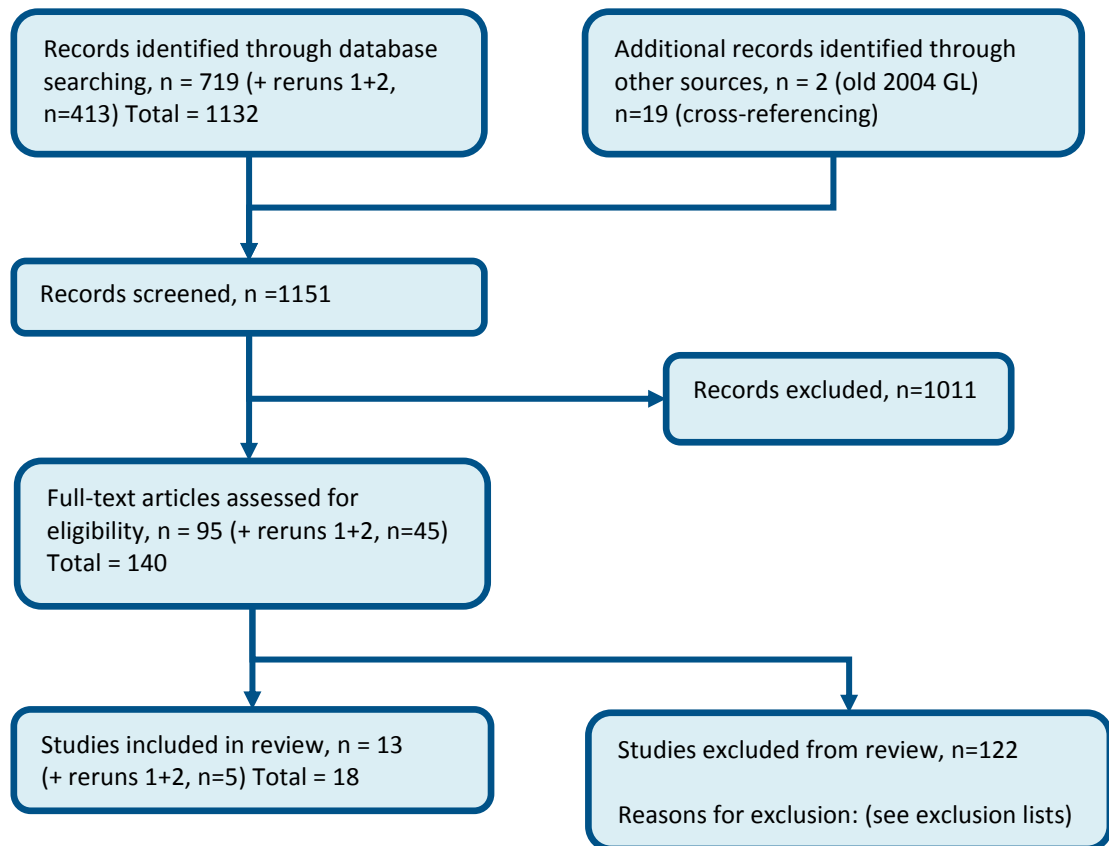 Records identified through database
searching, n = 719 (+ reruns 1+2,
n=413) Total = 1132
Additional records identified through
other sources, n = 2 (old 2004 GL)
n=19 (cross-referencing)
Records screened, n =1151
Records excluded, n=1011
Full-text articles assessed for
eligibility, n = 95 (+ reruns 1+2, n=45)
Total = 140
Studies included in review, n = 13
(+ reruns 1+2, n=5) Total = 18
Studies excluded from review, n=122
Reasons for exclusion: (see exclusion lists)